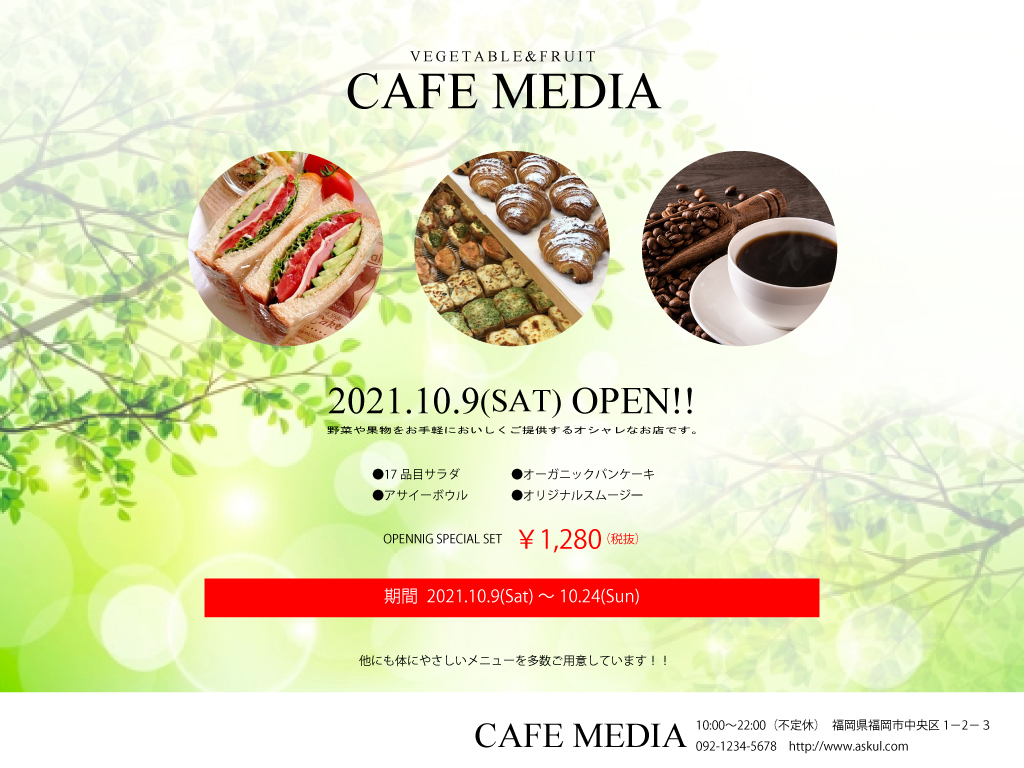 VEGETABLE&FRUIT
CAFE MEDIA
2021.10.9(SAT) OPEN!!
野菜や果物をお手軽においしくご提供するオシャレなお店です。
●17品目サラダ ●オーガニックパンケーキ
●アサイーボウル ●オリジナルスムージー
OPENNIG SPECIAL SET ￥1,280（税抜）
期間 2021.10.9(Sat) ～ 10.24(Sun)
他にも体にやさしいメニューを多数ご用意しています！！
CAFE MEDIA
10:00～22:00（不定休） 福岡県福岡市中央区1－2－3
092-1234-5678 http://www.askul.com